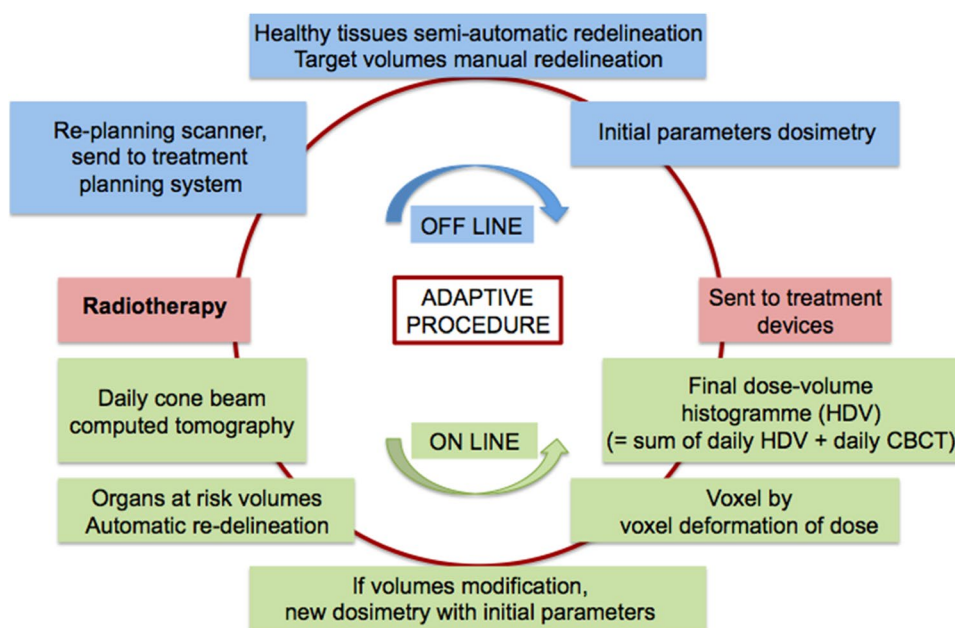 Healthy tissues semi-automatic redelineation
Target volumes manual redelineation
Re-planning scanner,
send to treatment
planning system
Initial parameters dosimetry
OFF LINE
Radiotherapy
ADAPTIVE
PROCEDURE
Sent to treatment
devices
Daily cone beam
computed tomography
ON LINE
Final dose-volume
histogramme (HDV)
(= sum of daily HDV + daily CBCT)
Organs at risk volumes
Automatic re-delineation
Voxel by
voxel deformation of dose
If volumes modification,
new dosimetry with initial parameters